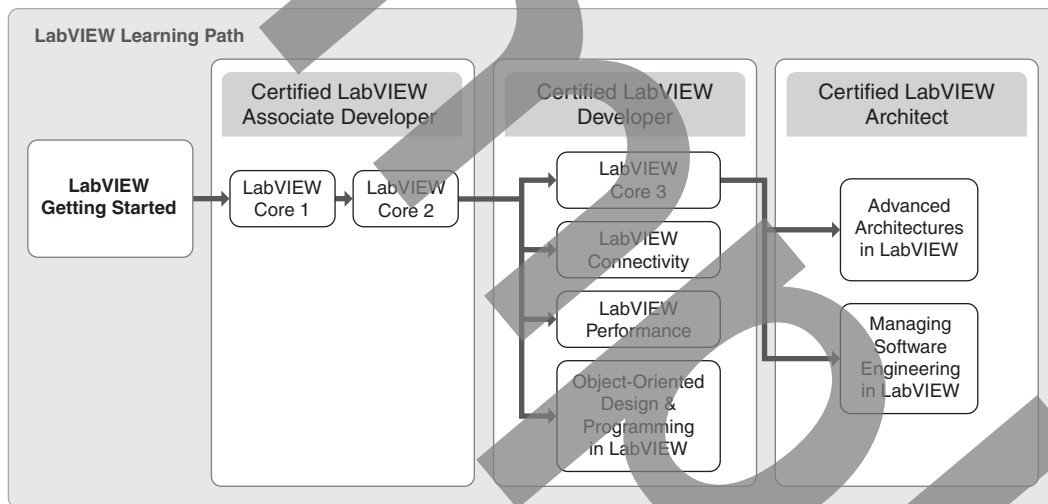 LabVIEW Learning Path
Certified LabVIEW
Associate Developer
Certified LabVIEW
Developer
Certified LabVIEW
Architect
LabVIEW
Getting Started
LabVIEW
Core 1
LabVIEW
Core 2
LabVIEW
Core 3
LabVIEW
Connectivity
LabVIEW
Performance
Object-Oriented
Design &
Programming
in LabVIEW
Advanced
Architectures
in LabVIEW
Managing
Software
Engineering
in LabVIEW